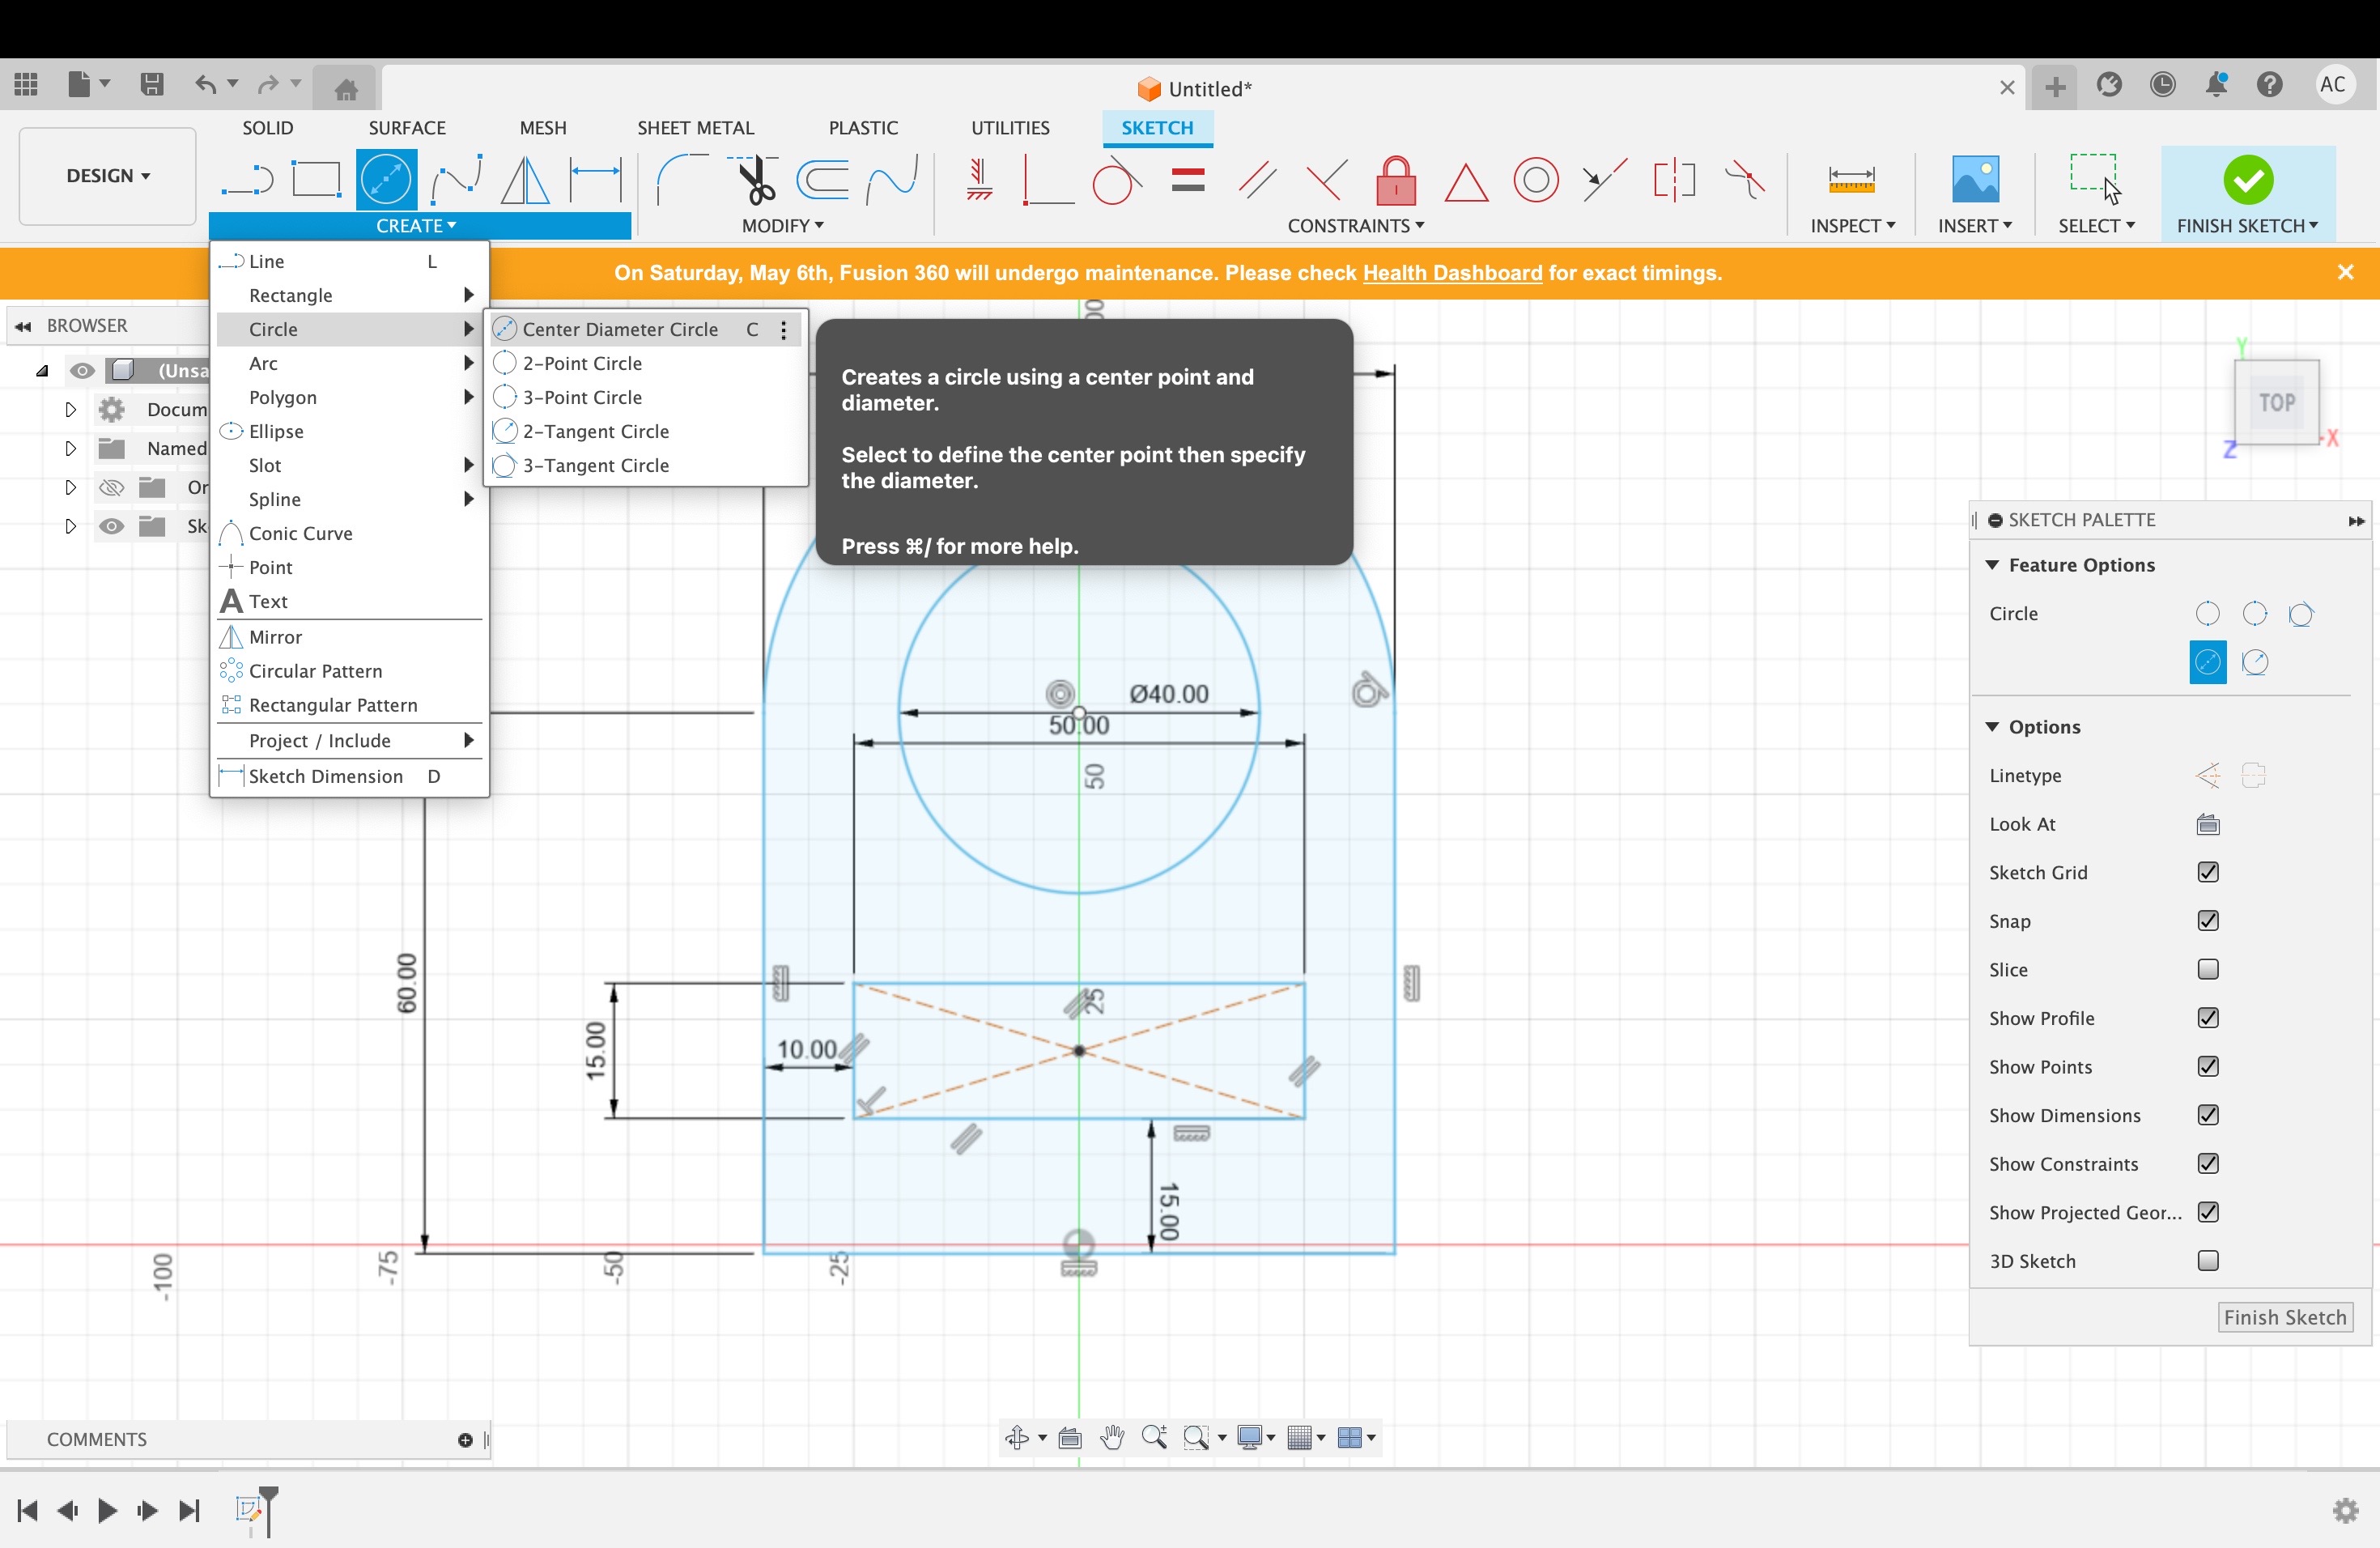 Untitled*
AC
SOLID
SURFACE
MESH
SHEET METAL
PLASTIC
UTILITIES
SKETCH
DESIGN
CREATE
MODIFY
CONSTRAINTS
INSPECT
INSERT
SELECT
FINISH SKETCH
On Saturday, May 6th, Fusion 360 will undergo maintenance. Please check Health Dashboard for exact timings.
BROWSER
(Unsa
Docum
Named
Or
Sk
Line L
Rectangle
Circle
Arc
Polygon
Ellipse
Slot
Spline
Conic Curve
Point
Text
Mirror
Circular Pattern
Rectangular Pattern
Project / Include
Sketch Dimension D
Center Diameter Circle C
2-Point Circle
3-Point Circle
2-Tangent Circle
3-Tangent Circle
Creates a circle using a center point and
diameter.
Select to define the center point then specify
the diameter.
Press ⌘/ for more help.
Y
TOP
-X
Z
Ø40.00
50.00
50
60.00
15.00
10.00
25
15.00
-100
-75
-50
-25
SKETCH PALETTE
Feature Options
Circle
Options
Linetype
Look At
Sketch Grid
Snap
Slice
Show Profile
Show Points
Show Dimensions
Show Constraints
Show Projected Geor...
3D Sketch
Finish Sketch
COMMENTS